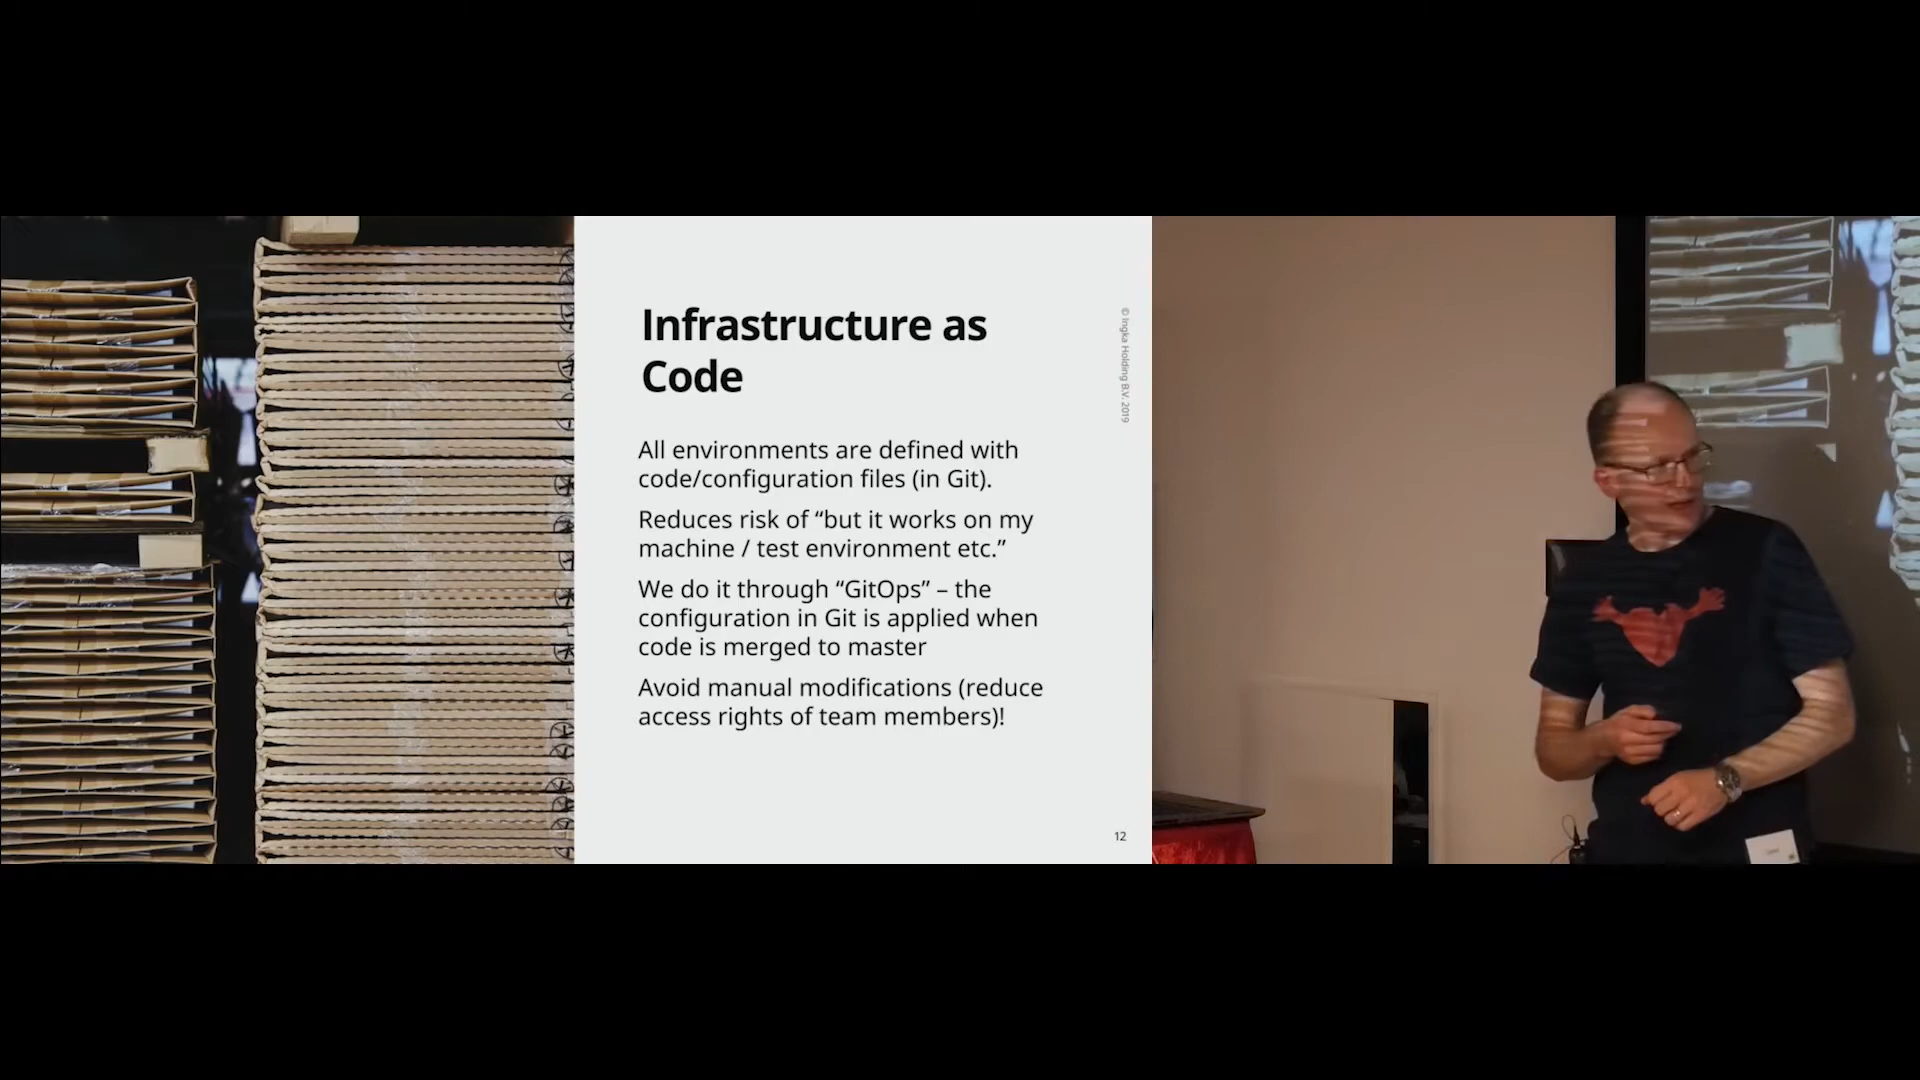 Infrastructure as
Code
All environments are defined with
code/configuration files (in Git).
Reduces risk of “but it works on my
machine / test environment etc.”
We do it through “GitOps” – the
configuration in Git is applied when
code is merged to master
Avoid manual modifications (reduce
access rights of team members)!
© Ingka Holding B.V. 2019
12